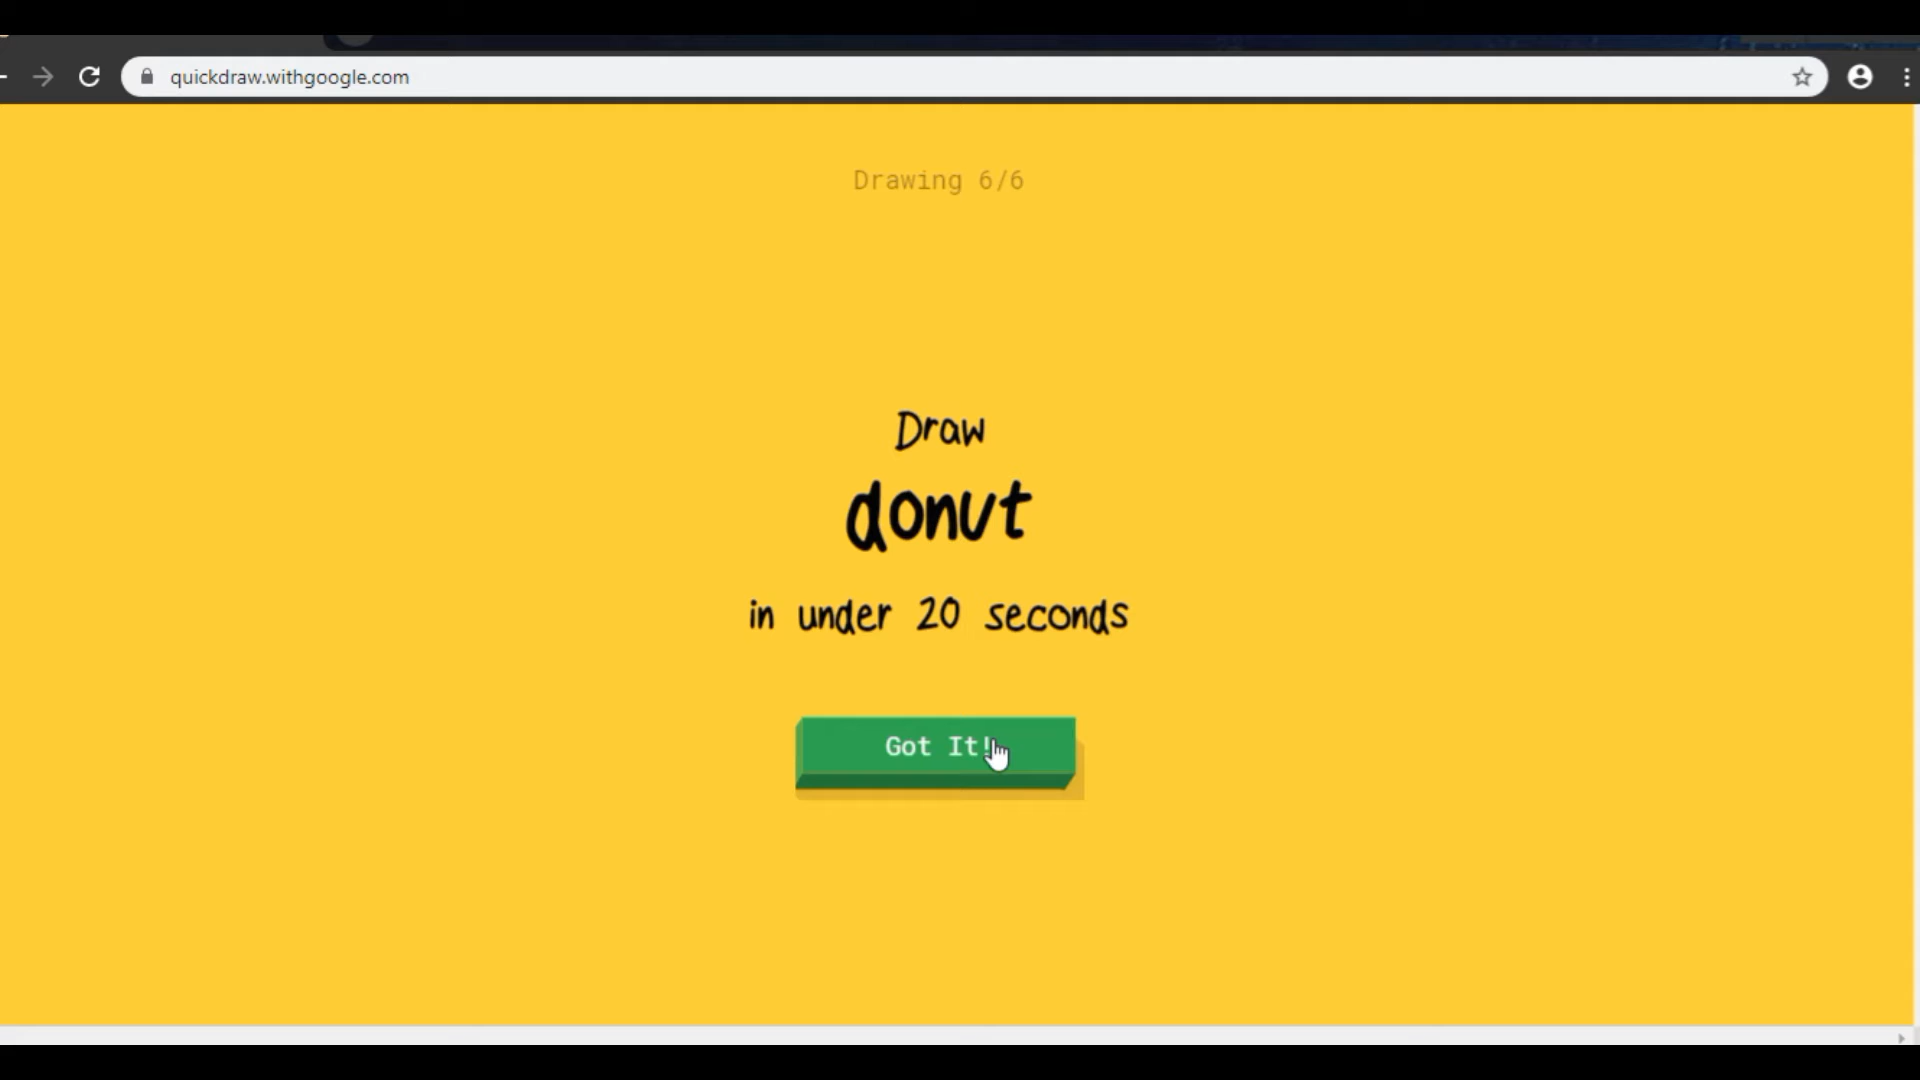 quickdraw.withgoogle.com
Drawing 6/6
Draw
donut
in under 20 seconds
Got It!